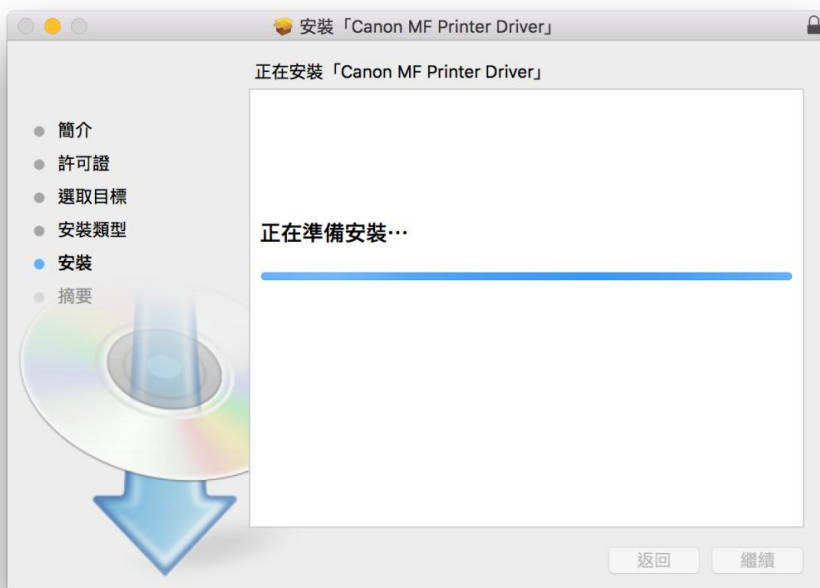 安裝「Canon MF Printer Driver」
正在安裝「Canon MF Printer Driver」
簡介
許可證
選取目標
安裝類型
安裝
摘要
正在準備安裝⋯
返回
繼續